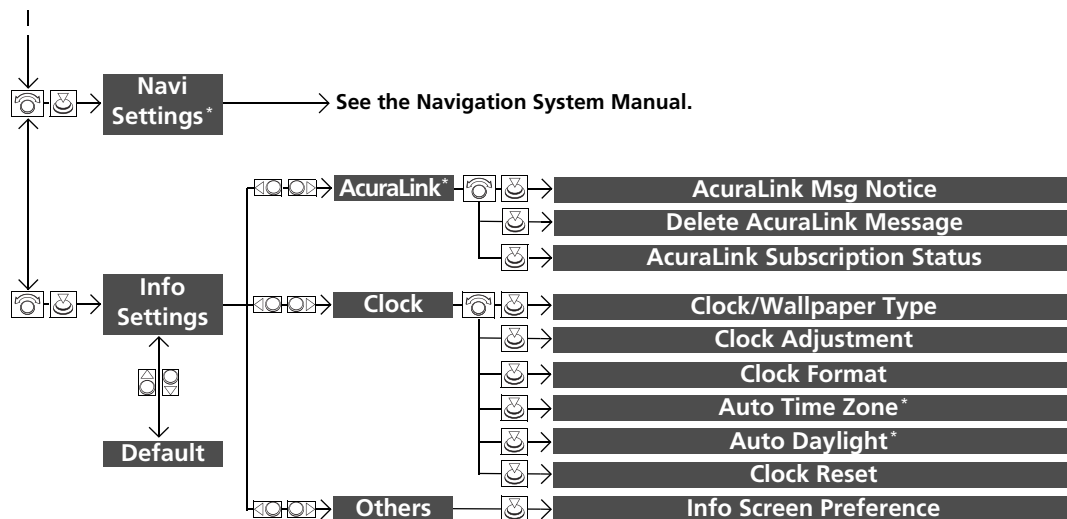 Navi
Settings*
See the Navigation System Manual.
AcuraLink*
AcuraLink Msg Notice
Delete AcuraLink Message
AcuraLink Subscription Status
Info
Settings
Clock
Clock/Wallpaper Type
Clock Adjustment
Clock Format
Auto Time Zone*
Auto Daylight*
Clock Reset
Default
Others
Info Screen Preference